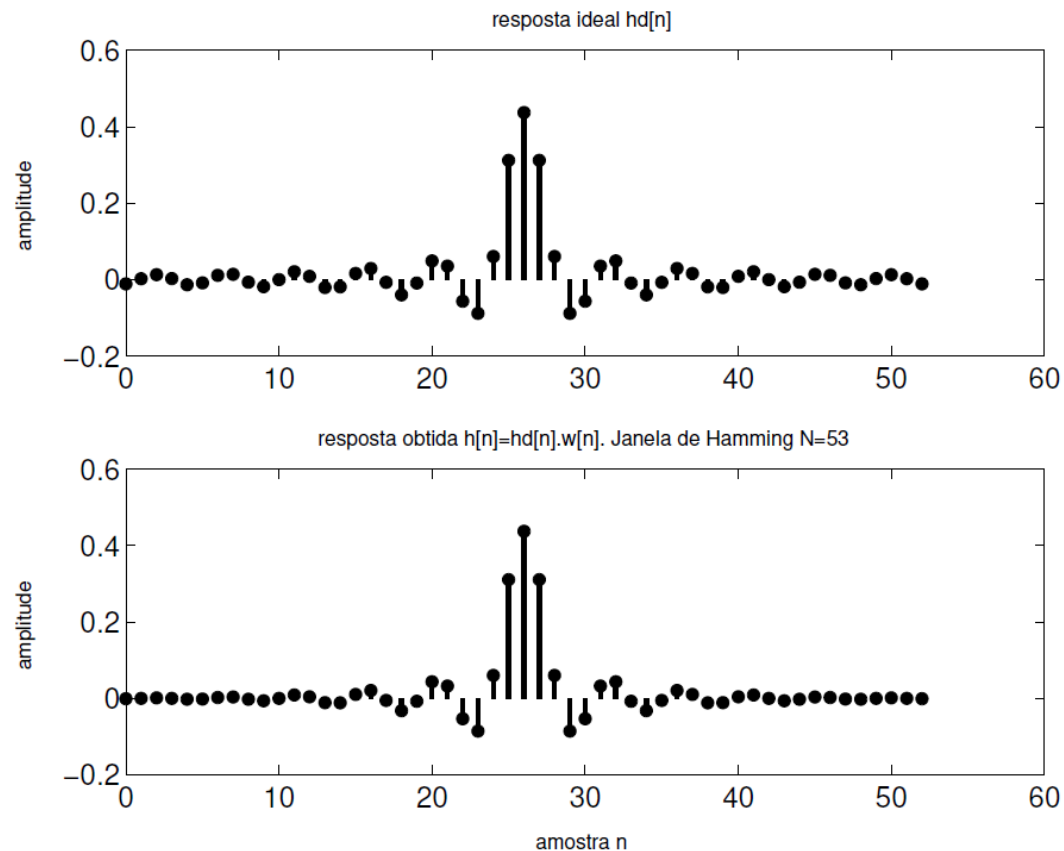 resposta ideal hd[n]
0.6
0.4
0.2
0
−0.2
amplitude
0 10 20 30 40 50 60
resposta obtida h[n]=hd[n].w[n]. Janela de Hamming N=53
0.6
0.4
0.2
0
−0.2
amplitude
0 10 20 30 40 50 60
amostra n